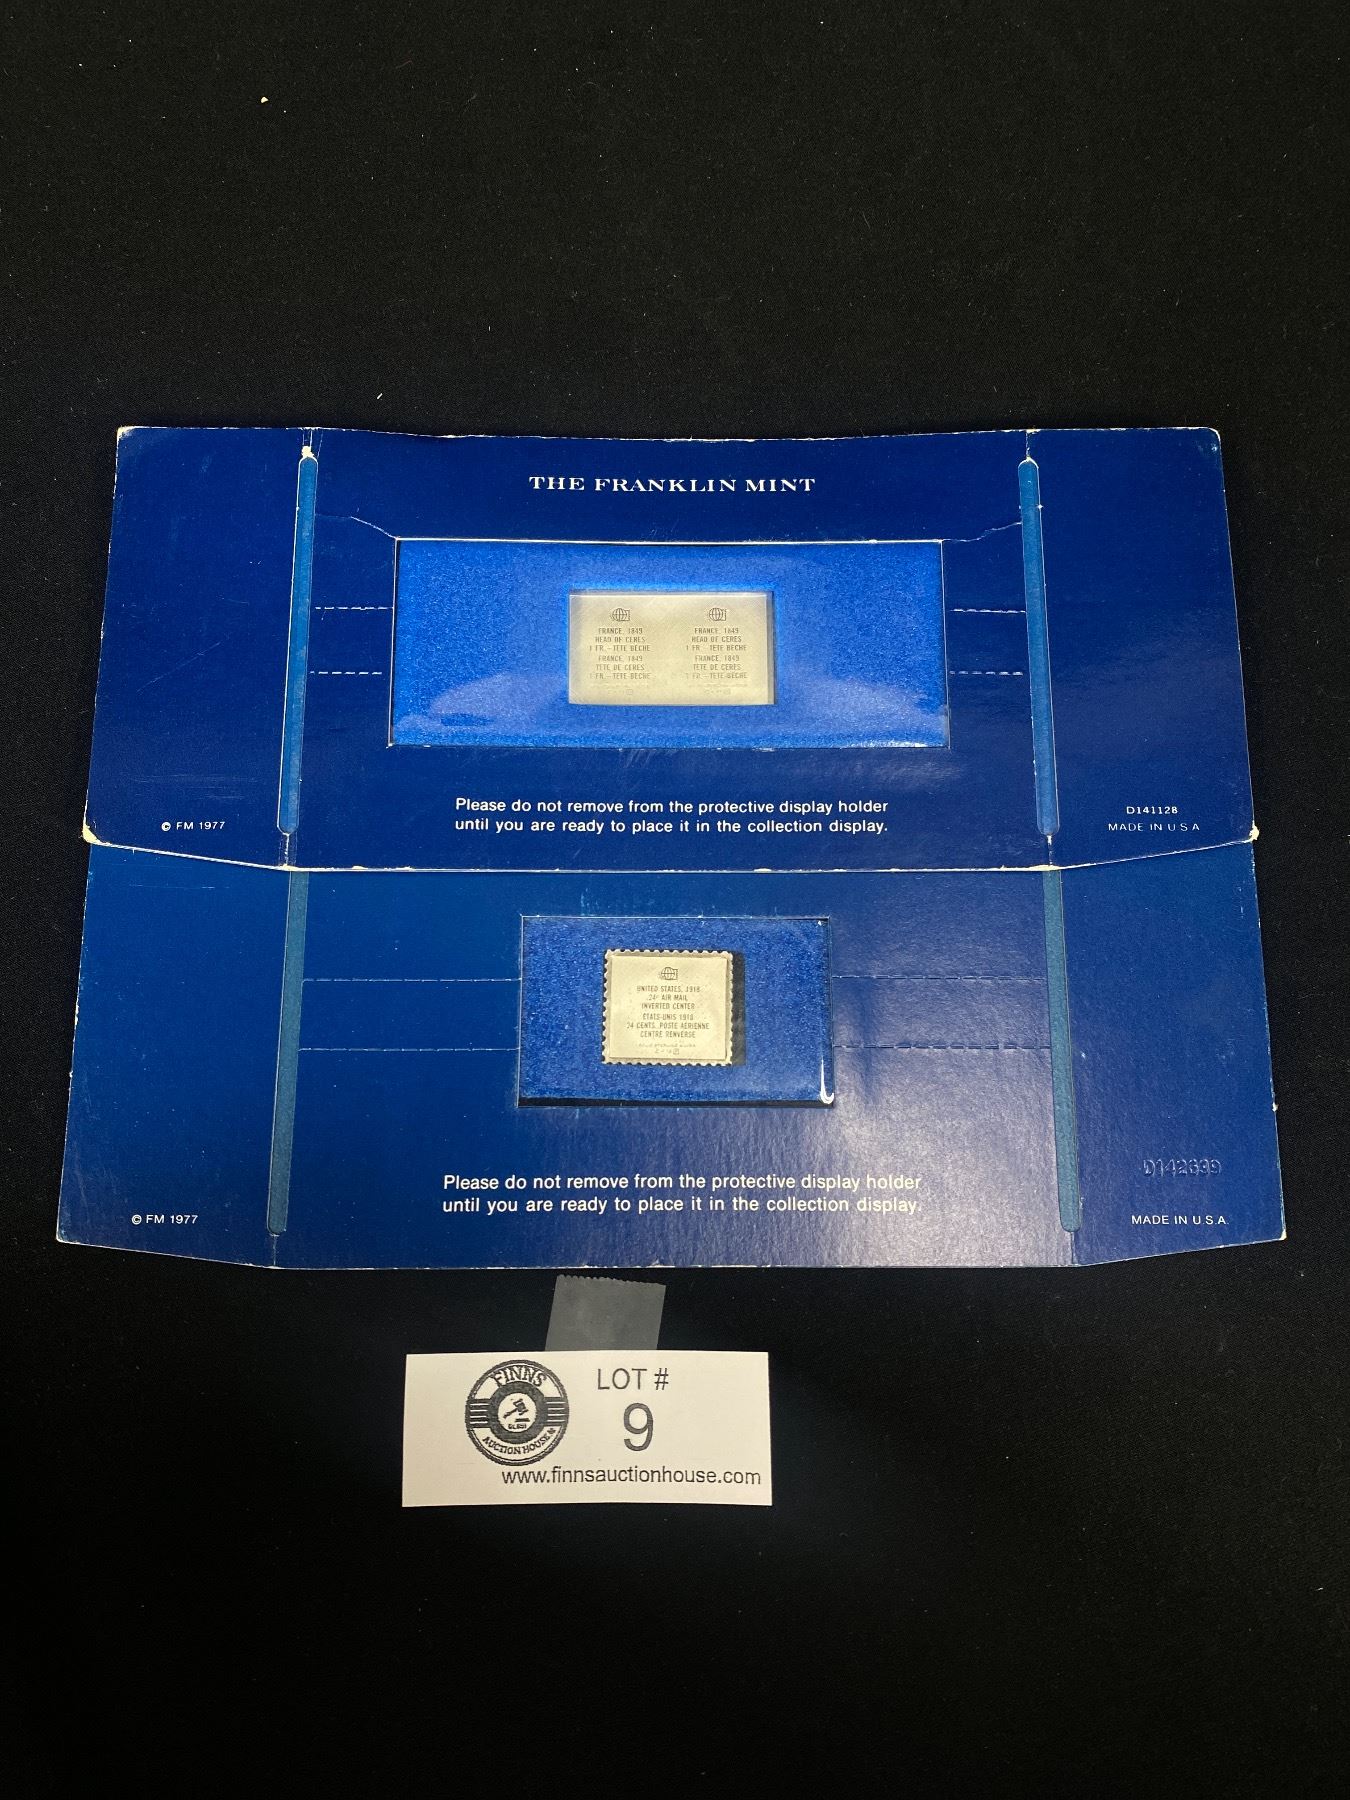 THE FRANKLIN MINT
FRANCE, 1849
HEAD OF CERES
1 FR. - TETE BECHE
FRANCE, 1849
TETE DE CERES
1 FR. - TETE BECHE
FRANCE, 1849
HEAD OF CERES
1 FR. - TETE BECHE
FRANCE, 1849
TETE DE CERES
1 FR. - TETE BECHE
Please do not remove from the protective display holder
until you are ready to place it in the collection display.
© FM 1977
D141128
MADE IN U S A
UNITED STATES, 1918
24¢ AIR MAIL
INVERTED CENTER
ETATS-UNIS 1918
24 CENTS, POSTE AERIENNE
CENTRE RENVERSE
Please do not remove from the protective display holder
until you are ready to place it in the collection display.
© FM 1977
D142699
MADE IN U.S.A.
FINNS
AUCTION HOUSE
LOT #
9
www.finnsauctionhouse.com